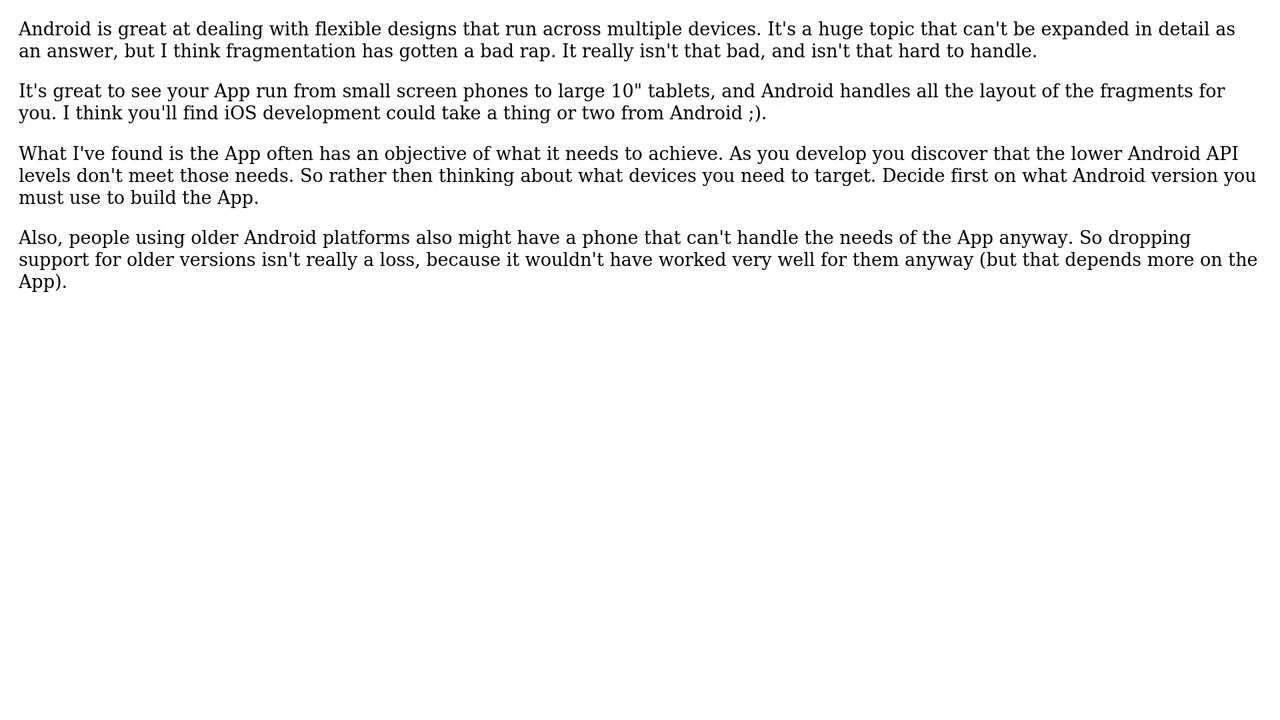 Android is great at dealing with flexible designs that run across multiple devices. It's a huge topic that can't be expanded in detail as
an answer, but I think fragmentation has gotten a bad rap. It really isn't that bad, and isn't that hard to handle.
It's great to see your App run from small screen phones to large 10" tablets, and Android handles all the layout of the fragments for
you. I think you'll find iOS development could take a thing or two from Android ;).
What I've found is the App often has an objective of what it needs to achieve. As you develop you discover that the lower Android API
levels don't meet those needs. So rather then thinking about what devices you need to target. Decide first on what Android version you
must use to build the App.
Also, people using older Android platforms also might have a phone that can't handle the needs of the App anyway. So dropping
support for older versions isn't really a loss, because it wouldn't have worked very well for them anyway (but that depends more on the
App).